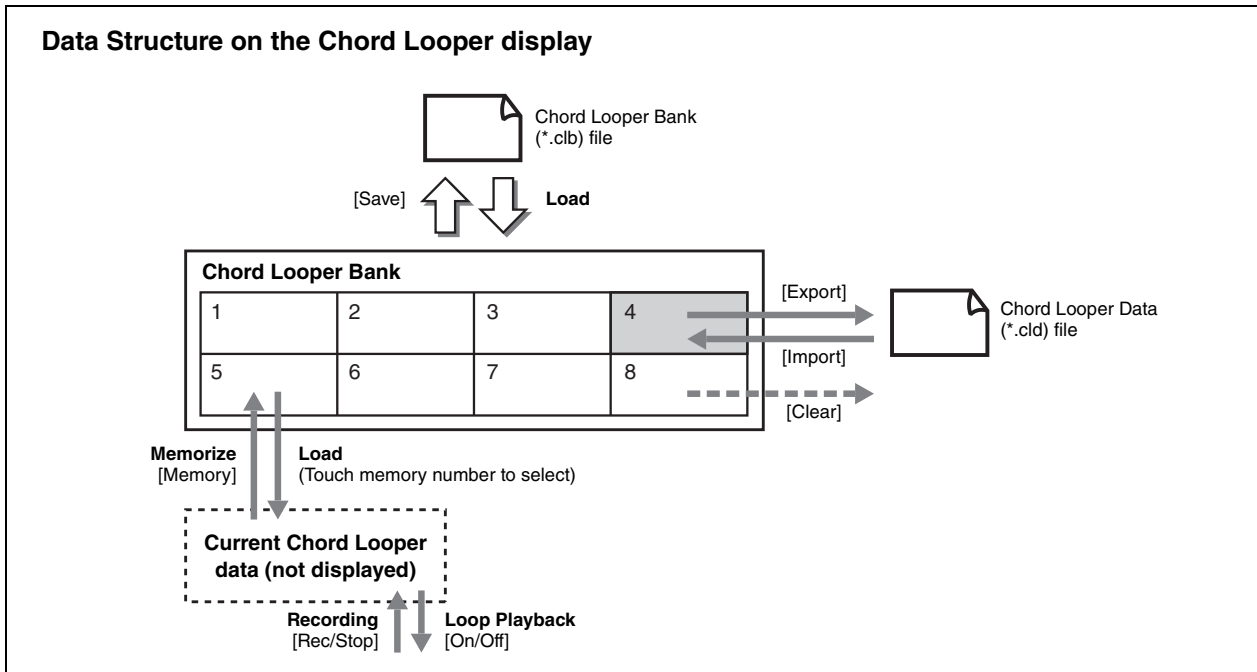 Data Structure on the Chord Looper display
Chord Looper Bank
(*.clb) file
[Save]
Load
Chord Looper Bank
1
2
3
4
5
6
7
8
[Export]
[Import]
[Clear]
Chord Looper Data
(*.cld) file
Memorize
[Memory]
Load
(Touch memory number to select)
Current Chord Looper
data (not displayed)
Recording
[Rec/Stop]
Loop Playback
[On/Off]